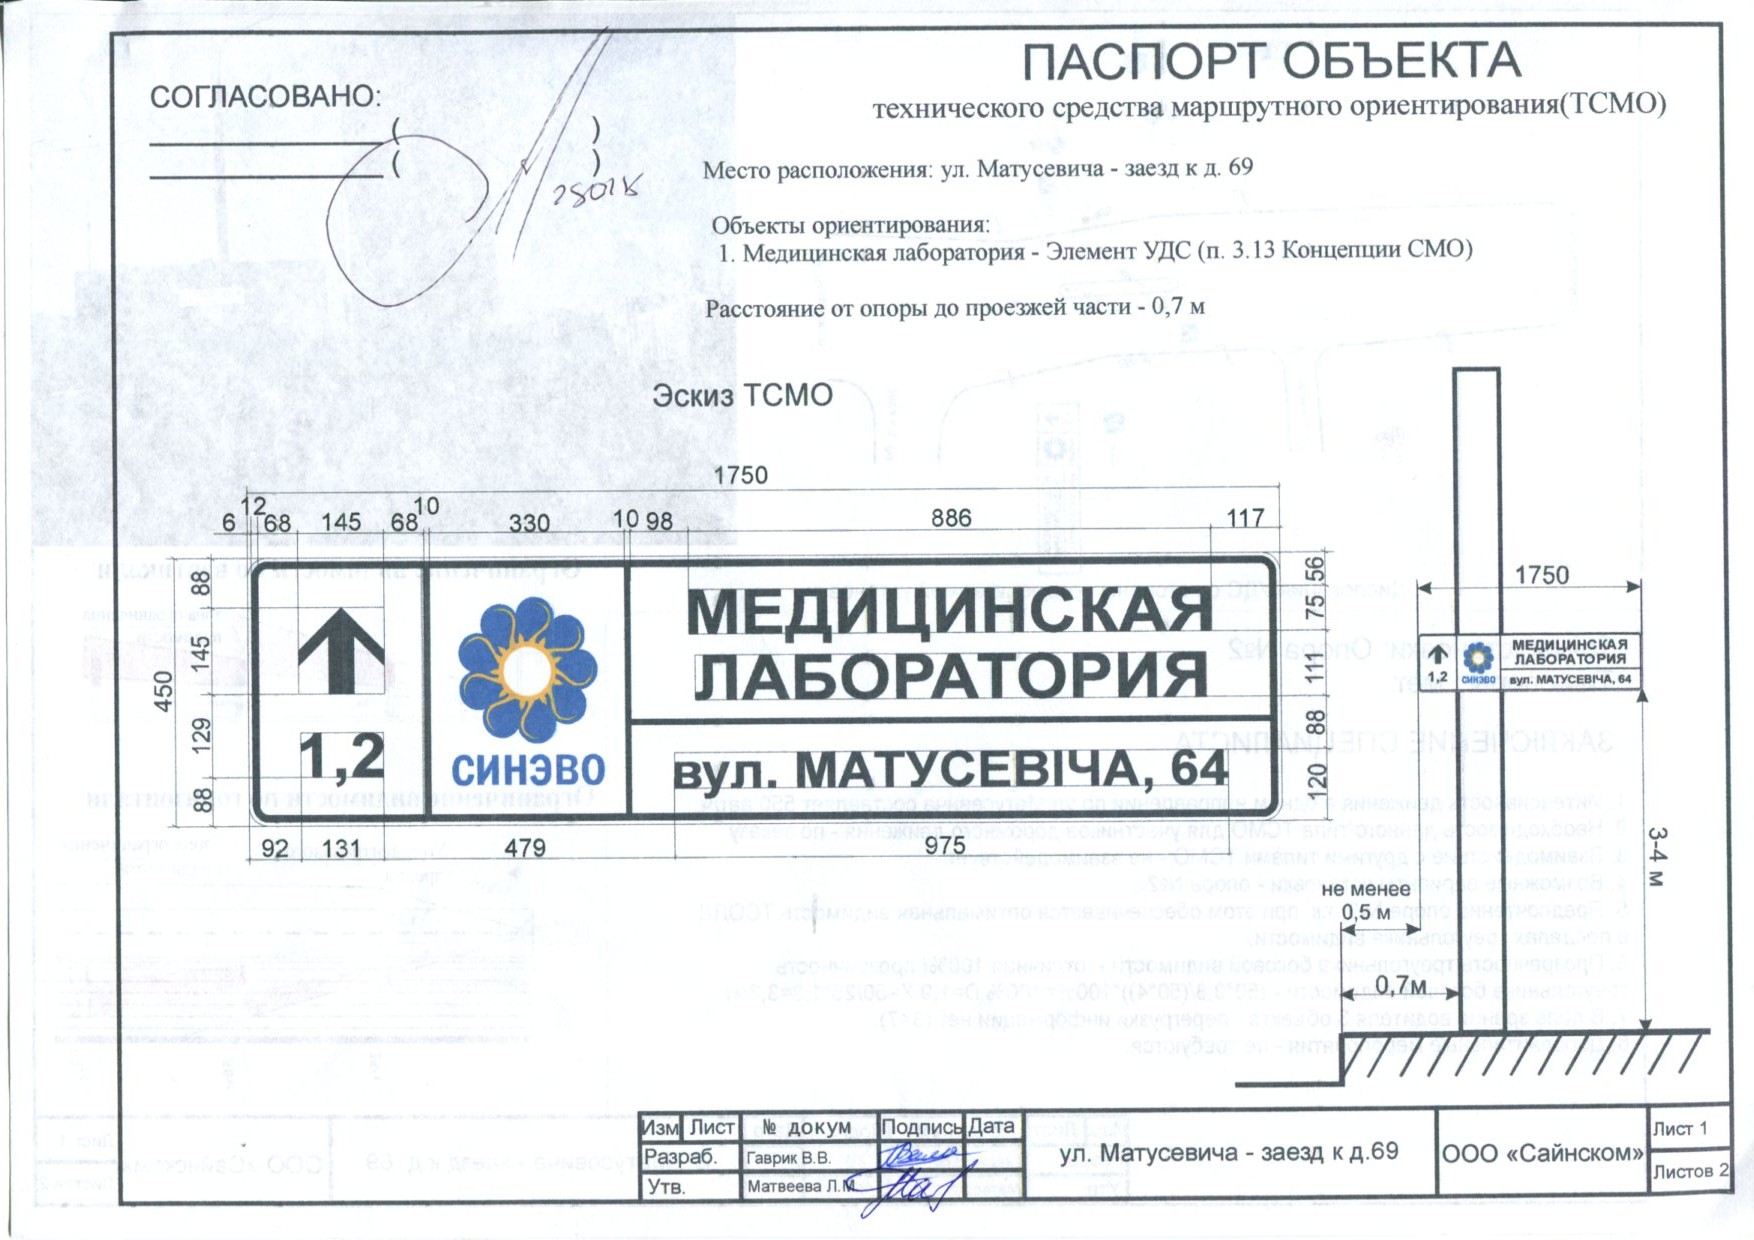 ПАСПОРТ ОБЪЕКТА
технического средства маршрутного ориентирования(ТСМО)
СОГЛАСОВАНО:
( )
( )
Место расположения: ул. Матусевича - заезд к д. 69
Объекты ориентирования:
1. Медицинская лаборатория - Элемент УДС (п. 3.13 Концепции СМО)
Расстояние от опоры до проезжей части - 0,7 м
Эскиз ТСМО
1750
12 10
6 68 145 68 330 10 98 886 117
450
88 145 129 88
56 75 111 88 120
МЕДИЦИНСКАЯ
ЛАБОРАТОРИЯ
1,2
СИНЭВО
вул. МАТУСЕВІЧА, 64
92 131 479 975
1750
МЕДИЦИНСКАЯ
ЛАБОРАТОРИЯ
1,2 СИНЭВО вул. МАТУСЕВІЧА, 64
3-4 м
не менее
0,5 м
0,7м
Изм Лист № докум Подпись Дата
Разраб. Гаврик В.В.
Утв. Матвеева Л.М.
ул. Матусевича - заезд к д.69
ООО «Сайнском»
Лист 1
Листов 2